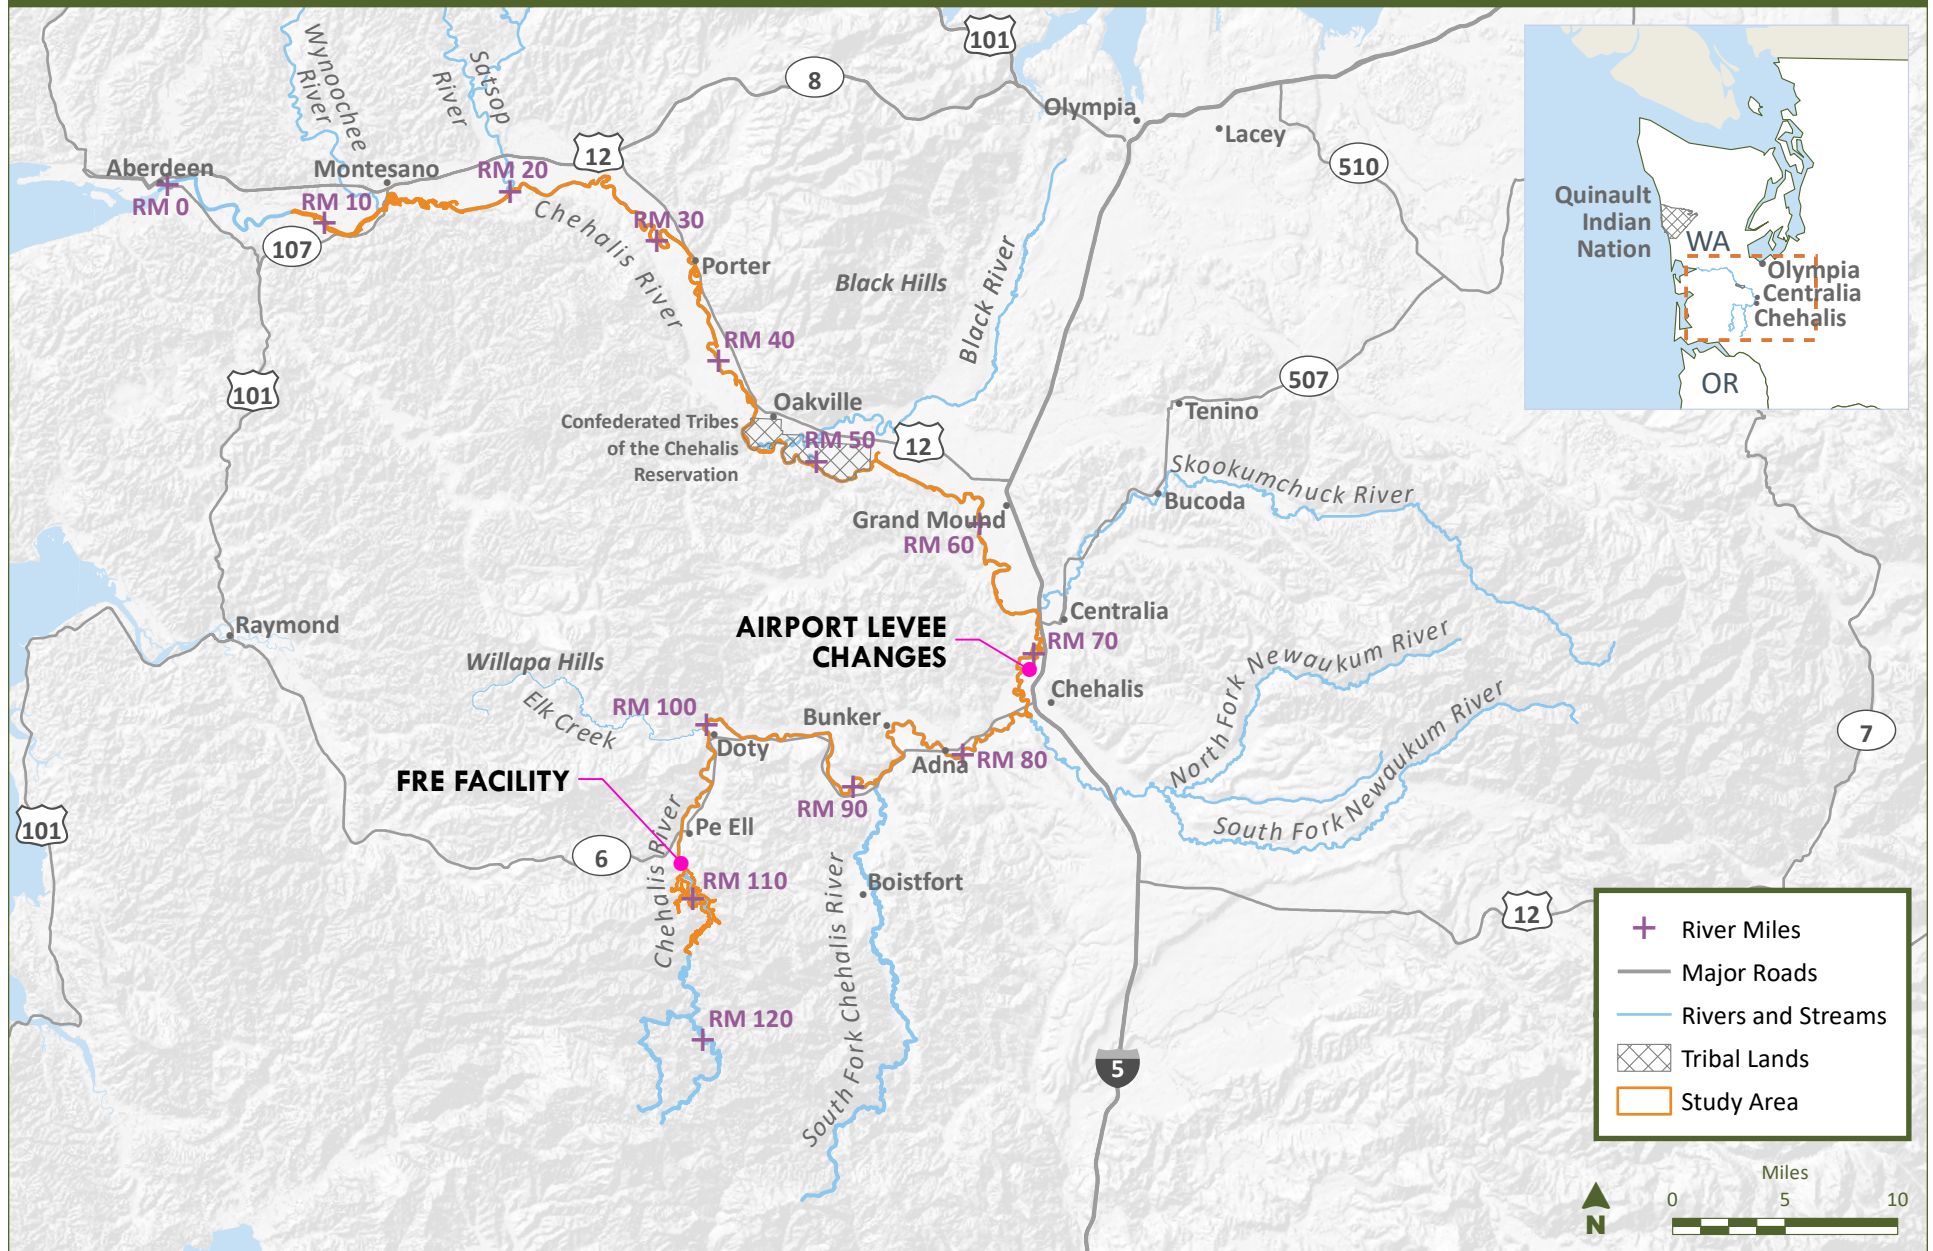 101
Wynoochee
River
Satsop
River
8
Olympia
Lacey
12
510
Aberdeen
Montesano
RM 20
RM 0
RM 10
107
Chehalis River
RM 30
Porter
Black Hills
Black River
RM 40
101
507
Oakville
Tenino
Confederated Tribes
of the Chehalis
Reservation
RM 50
12
Skookumchuck River
Bucoda
Grand Mound
RM 60
Centralia
Raymond
AIRPORT LEVEE
CHANGES
RM 70
North Fork Newaukum River
Willapa Hills
Elk Creek
RM 100
Bunker
Chehalis
South Fork Newaukum River
7
Doty
Adna
RM 80
FRE FACILITY
RM 90
101
Pe Ell
6
Chehalis River
RM 110
Boistfort
South Fork Chehalis River
12
RM 120
5
Quinault
Indian
Nation
WA
Olympia
Centralia
Chehalis
OR
River Miles
Major Roads
Rivers and Streams
Tribal Lands
Study Area
Miles
0 5 10
N